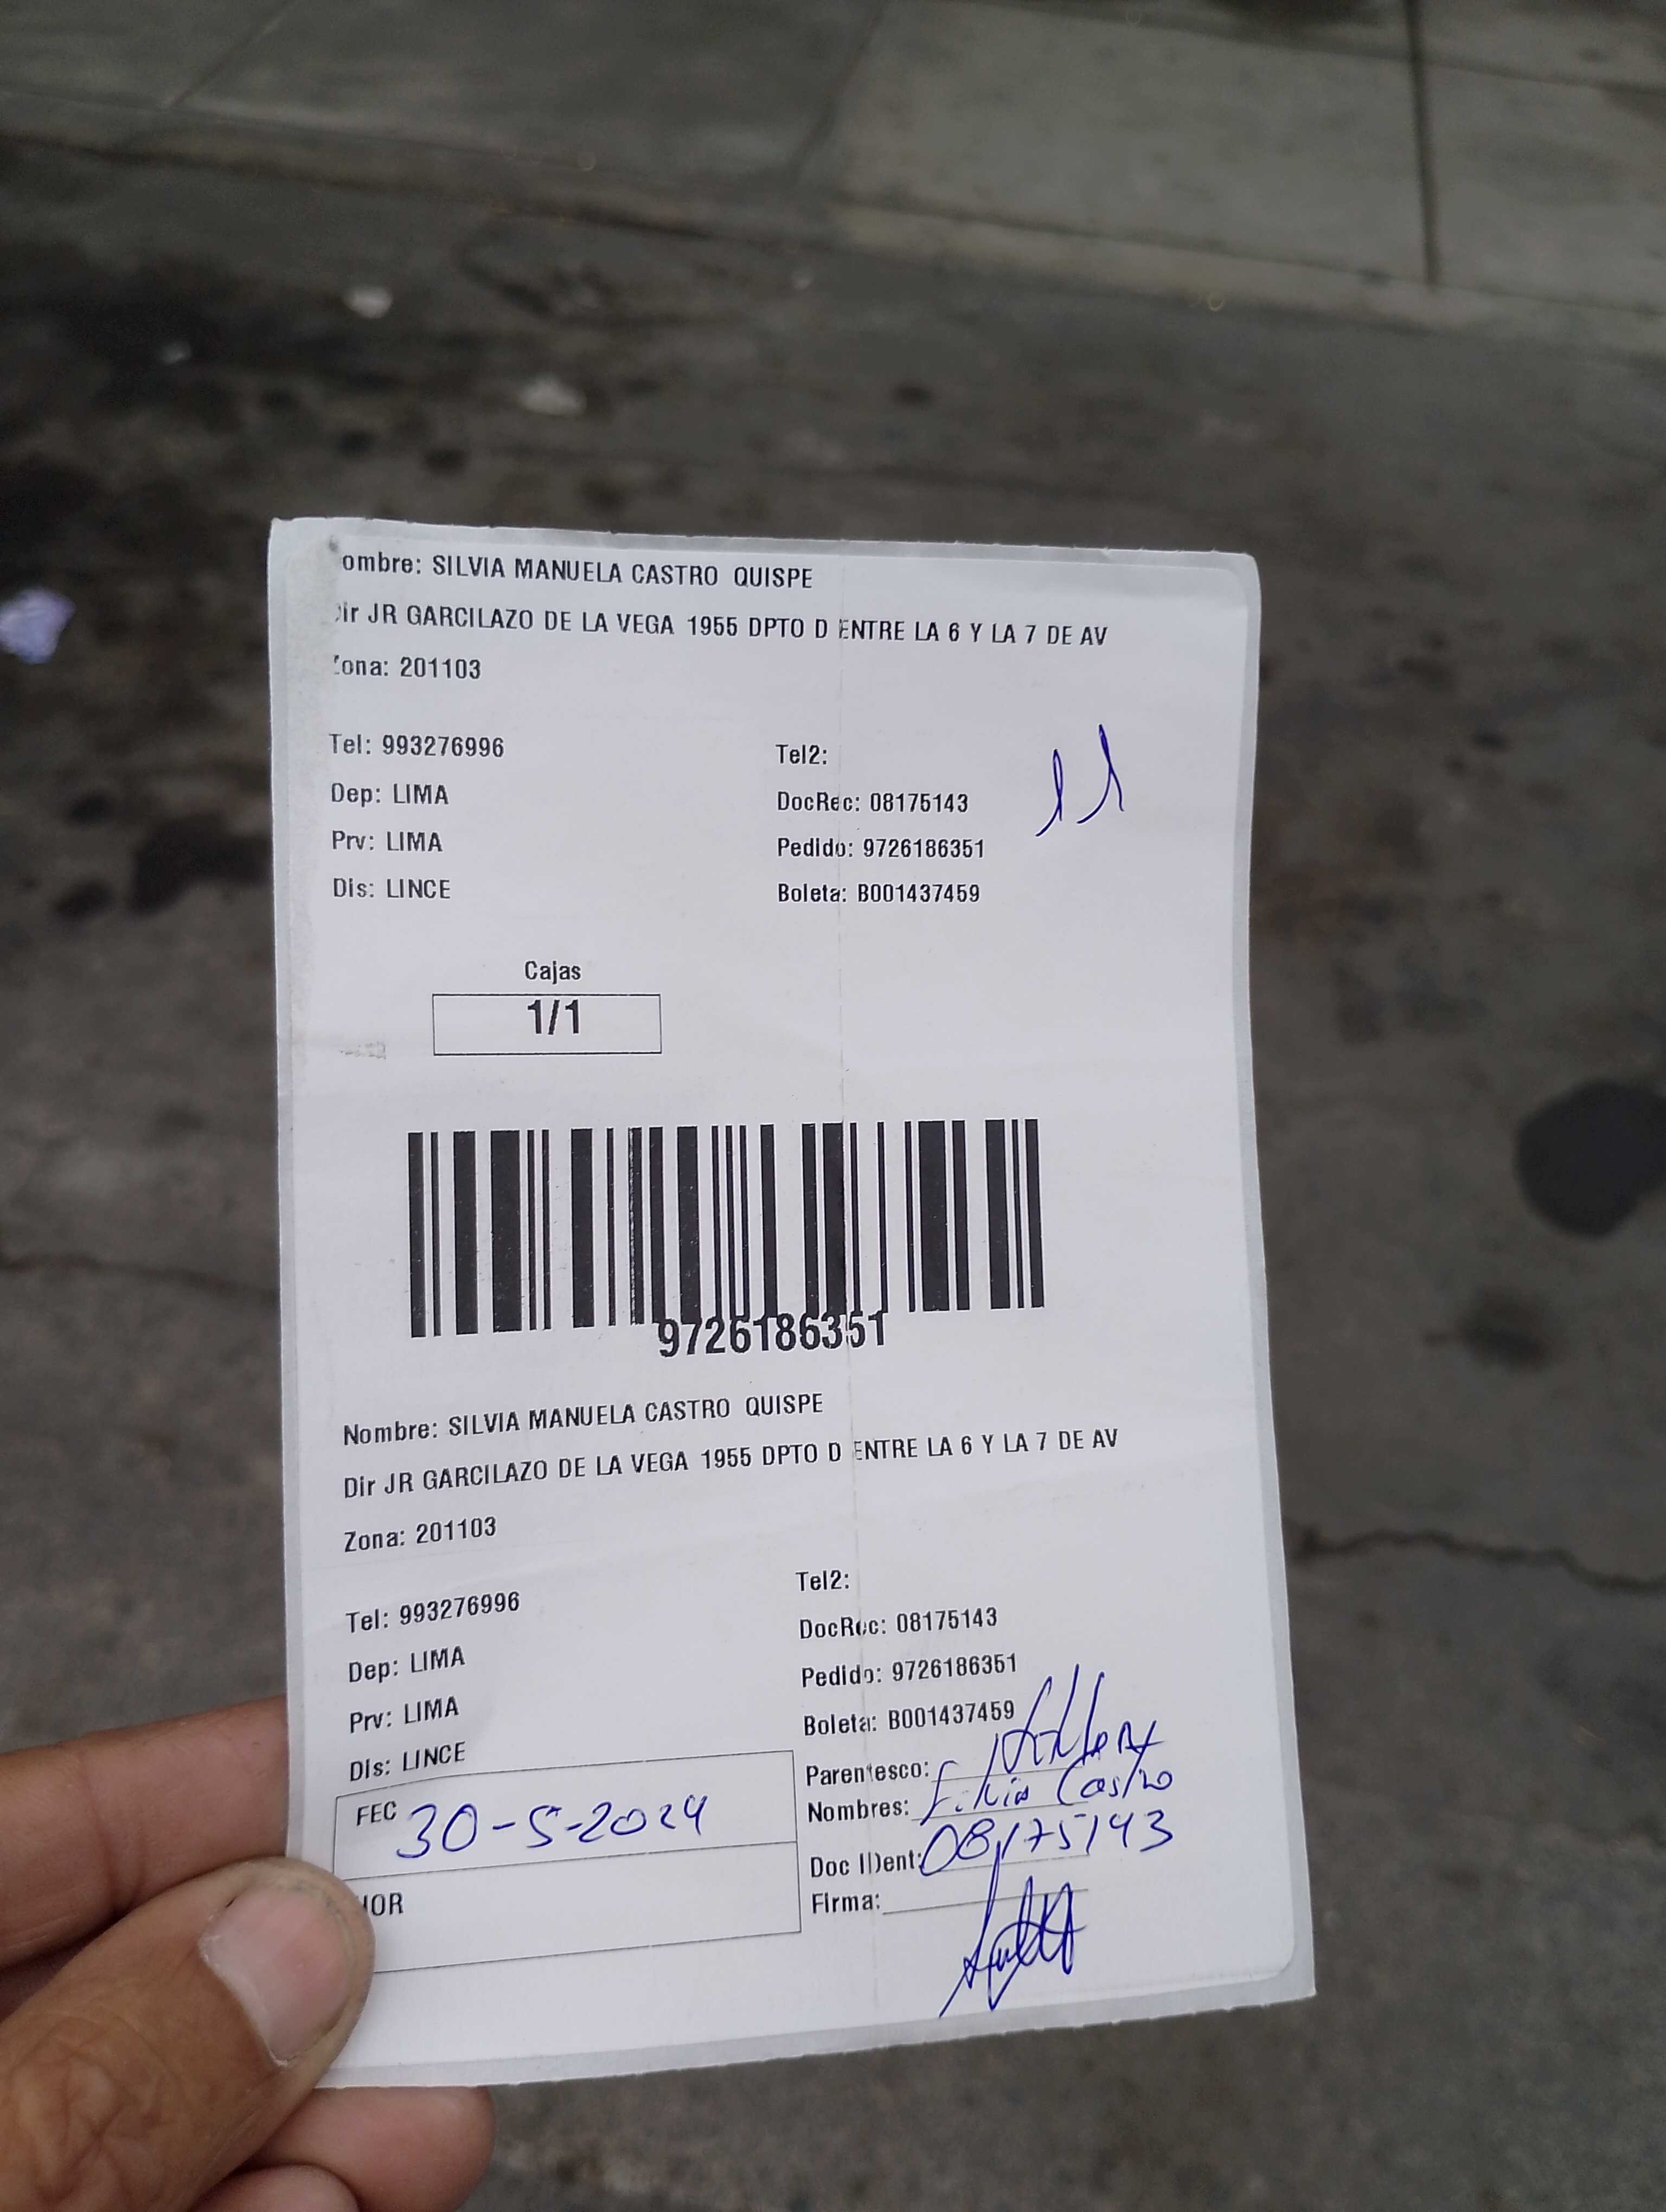 ombre: SILVIA MANUELA CASTRO QUISPE
Dir JR GARCILAZO DE LA VEGA 1955 DPTO D ENTRE LA 6 Y LA 7 DE AV
Zona: 201103
Tel: 993276996
Tel2:
Dep: LIMA
DocRec: 08175143
Prv: LIMA
Pedido: 9726186351
Dis: LINCE
Boleta: B001437459
Cajas
1/1
9726186351
Nombre: SILVIA MANUELA CASTRO QUISPE
Dir JR GARCILAZO DE LA VEGA 1955 DPTO D ENTRE LA 6 Y LA 7 DE AV
Zona: 201103
Tel2:
Tel: 993276996
DocRec: 08175143
Dep: LIMA
Pedido: 9726186351
Prv: LIMA
Boleta: B001437459
Dis: LINCE
Parentesco:
FEC 30-5-2024
Nombres: Castro
Doc IDent: 08175143
HOR
Firma: